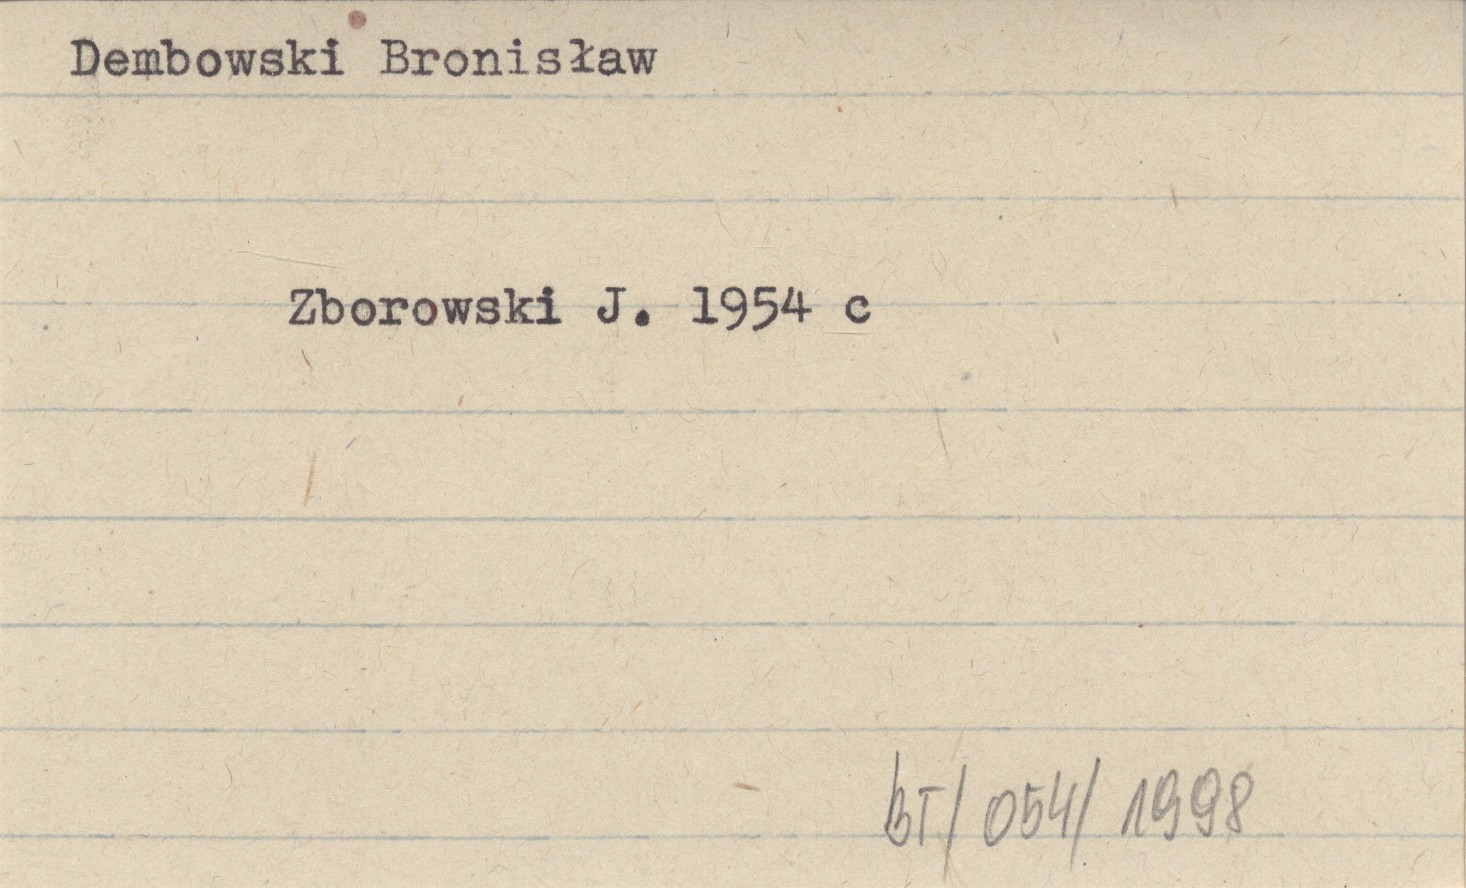 Dembowski Bronisław
Zborowski J. 1954 c
BT/054/1998